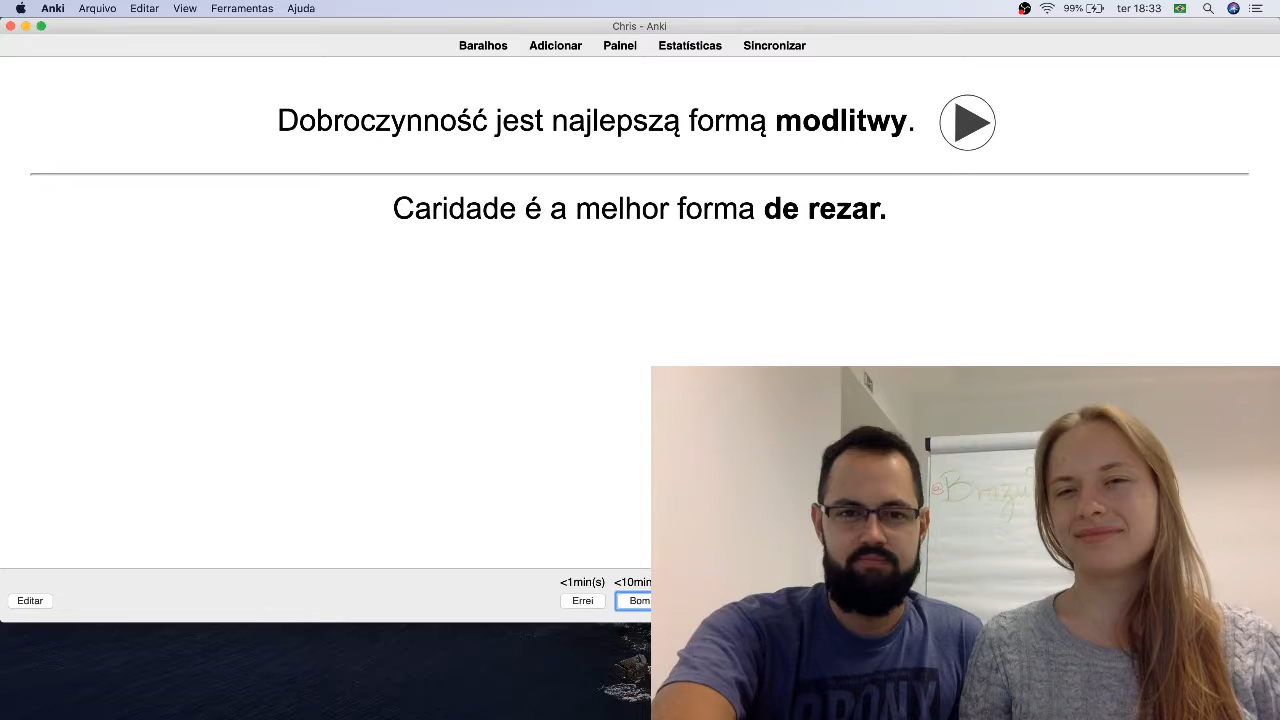 Anki Arquivo Editar View Ferramentas Ajuda 99% ter 18:33
Chris - Anki
Baralhos Adicionar Painel Estatísticas Sincronizar
Dobroczynność jest najlepszą formą modlitwy.
Caridade é a melhor forma de rezar.
<1min(s) <10min
Editar Errei Bom